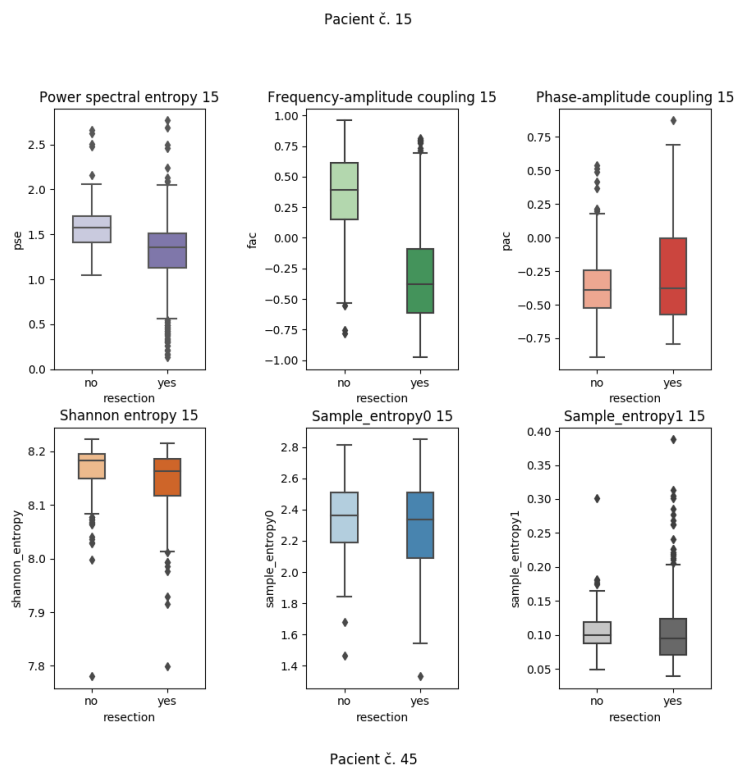 Pacient č. 15
Power spectral entropy 15
Frequency-amplitude coupling 15
Phase-amplitude coupling 15
pse
2.5
2.0
1.5
1.0
0.5
0.0
no yes
resection
fac
1.00
0.75
0.50
0.25
0.00
−0.25
−0.50
−0.75
−1.00
no yes
resection
pac
0.75
0.50
0.25
0.00
−0.25
−0.50
−0.75
no yes
resection
Shannon entropy 15
Sample_entropy0 15
Sample_entropy1 15
shannon_entropy
8.2
8.1
8.0
7.9
7.8
no yes
resection
sample_entropy0
2.8
2.6
2.4
2.2
2.0
1.8
1.6
1.4
no yes
resection
sample_entropy1
0.40
0.35
0.30
0.25
0.20
0.15
0.10
0.05
no yes
resection
Pacient č. 45